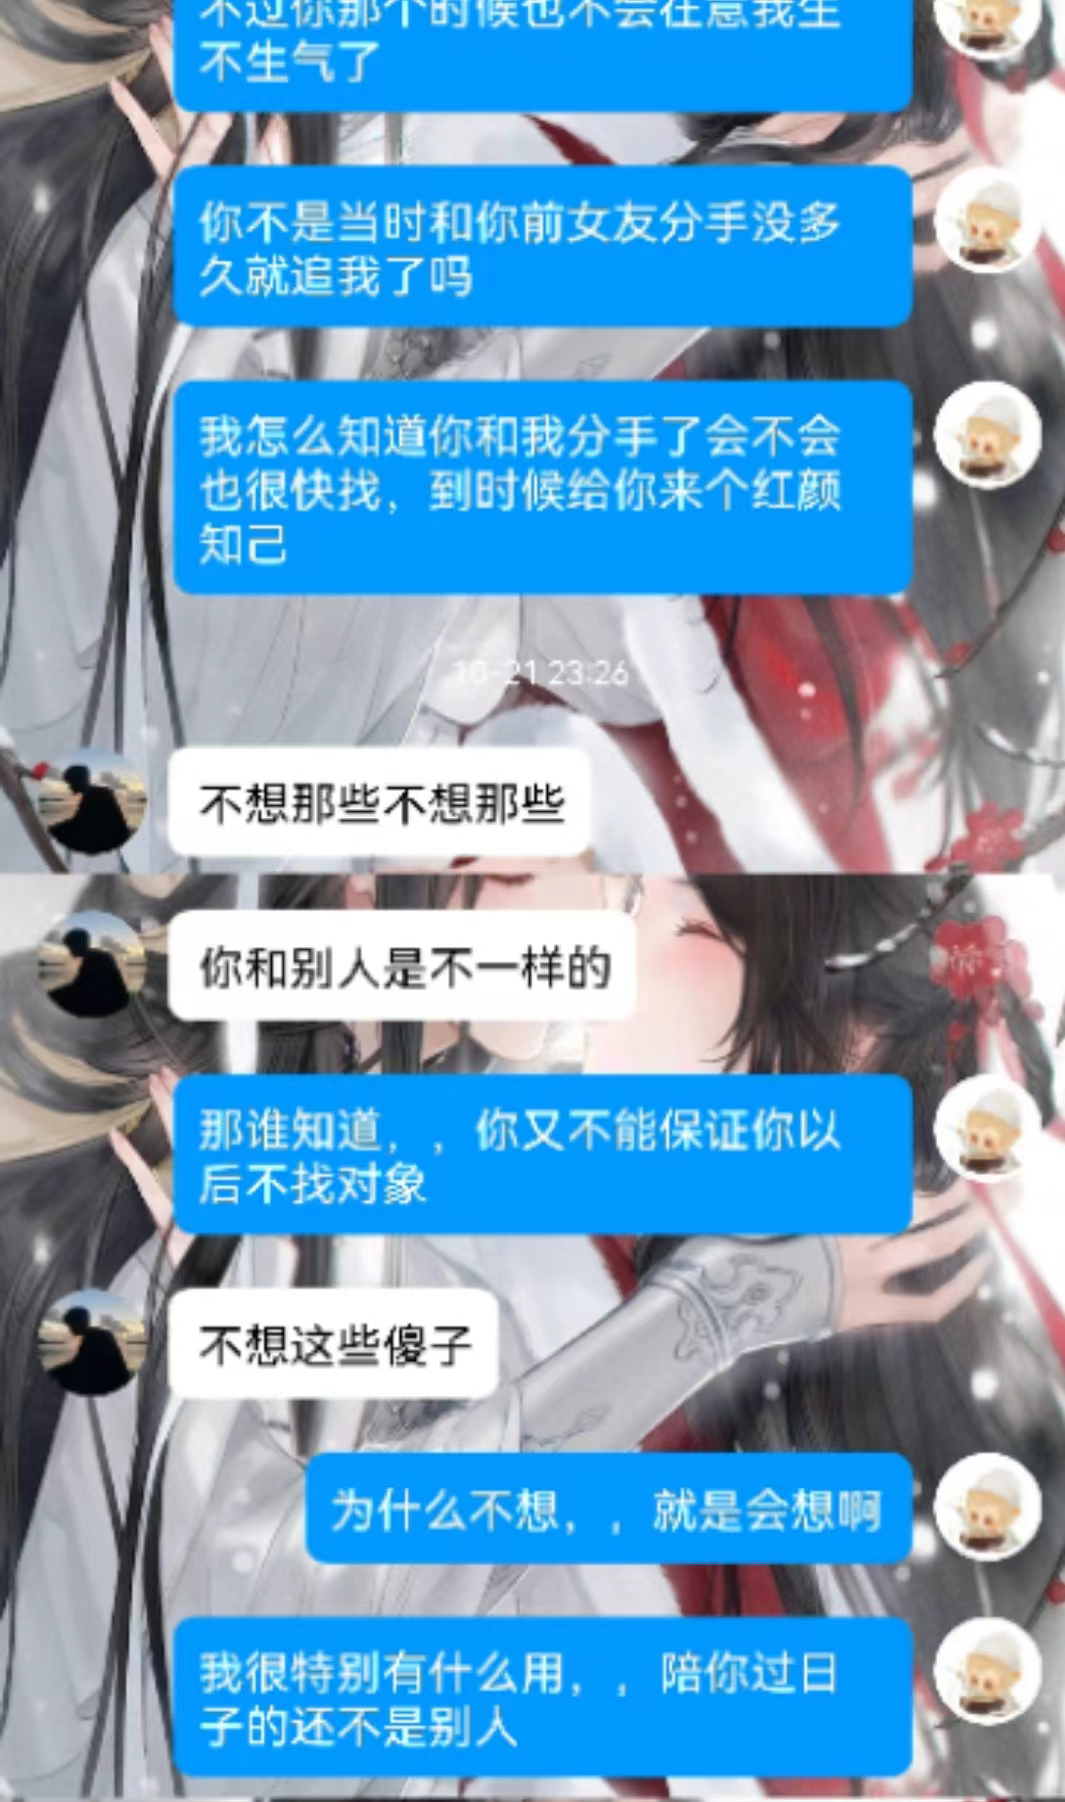 不过你那个时候也不会在意我生
不生气了
你不是当时和你前女友分手没多
久就追我了吗
我怎么知道你和我分手了会不会
也很快找，到时候给你来个红颜
知己
10-21 23:26
不想那些不想那些
你和别人是不一样的
那谁知道，，你又不能保证你以
后不找对象
不想这些傻子
为什么不想，，就是会想啊
我很特别有什么用，，陪你过日
子的还不是别人